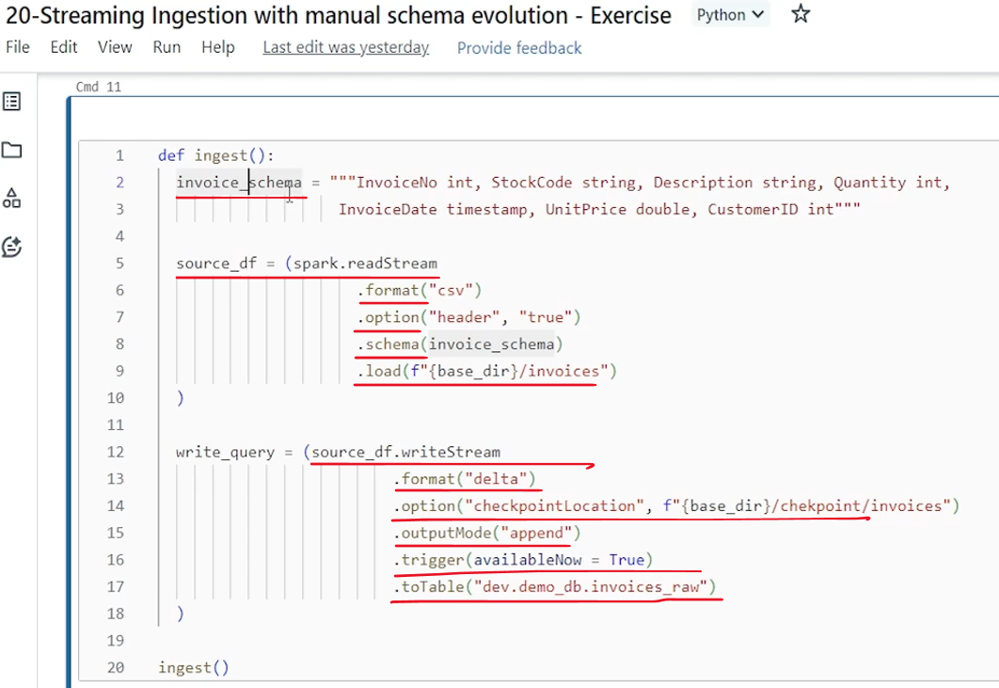 20-Streaming Ingestion with manual schema evolution - Exercise Python
File Edit View Run Help Last edit was yesterday Provide feedback
Cmd 11
1 def ingest():
2 invoice_schema = """InvoiceNo int, StockCode string, Description string, Quantity int,
3 InvoiceDate timestamp, UnitPrice double, CustomerID int"""
4
5 source_df = (spark.readStream
6 .format("csv")
7 .option("header", "true")
8 .schema(invoice_schema)
9 .load(f"{base_dir}/invoices")
10 )
11
12 write_query = (source_df.writeStream
13 .format("delta")
14 .option("checkpointLocation", f"{base_dir}/chekpoint/invoices")
15 .outputMode("append")
16 .trigger(availableNow = True)
17 .toTable("dev.demo_db.invoices_raw")
18 )
19
20 ingest()